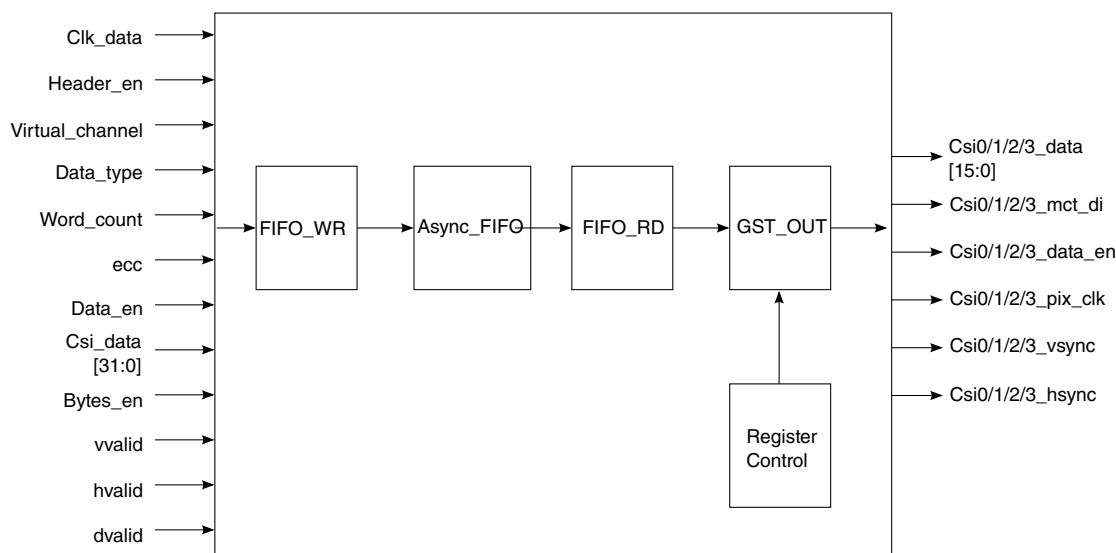 Clk_data
Header_en
Virtual_channel
Data_type
Word_count
ecc
Data_en
Csi_data
[31:0]
Bytes_en
vvalid
hvalid
dvalid
FIFO_WR
Async_FIFO
FIFO_RD
GST_OUT
Register
Control
Csi0/1/2/3_data
[15:0]
Csi0/1/2/3_mct_di
Csi0/1/2/3_data_en
Csi0/1/2/3_pix_clk
Csi0/1/2/3_vsync
Csi0/1/2/3_hsync